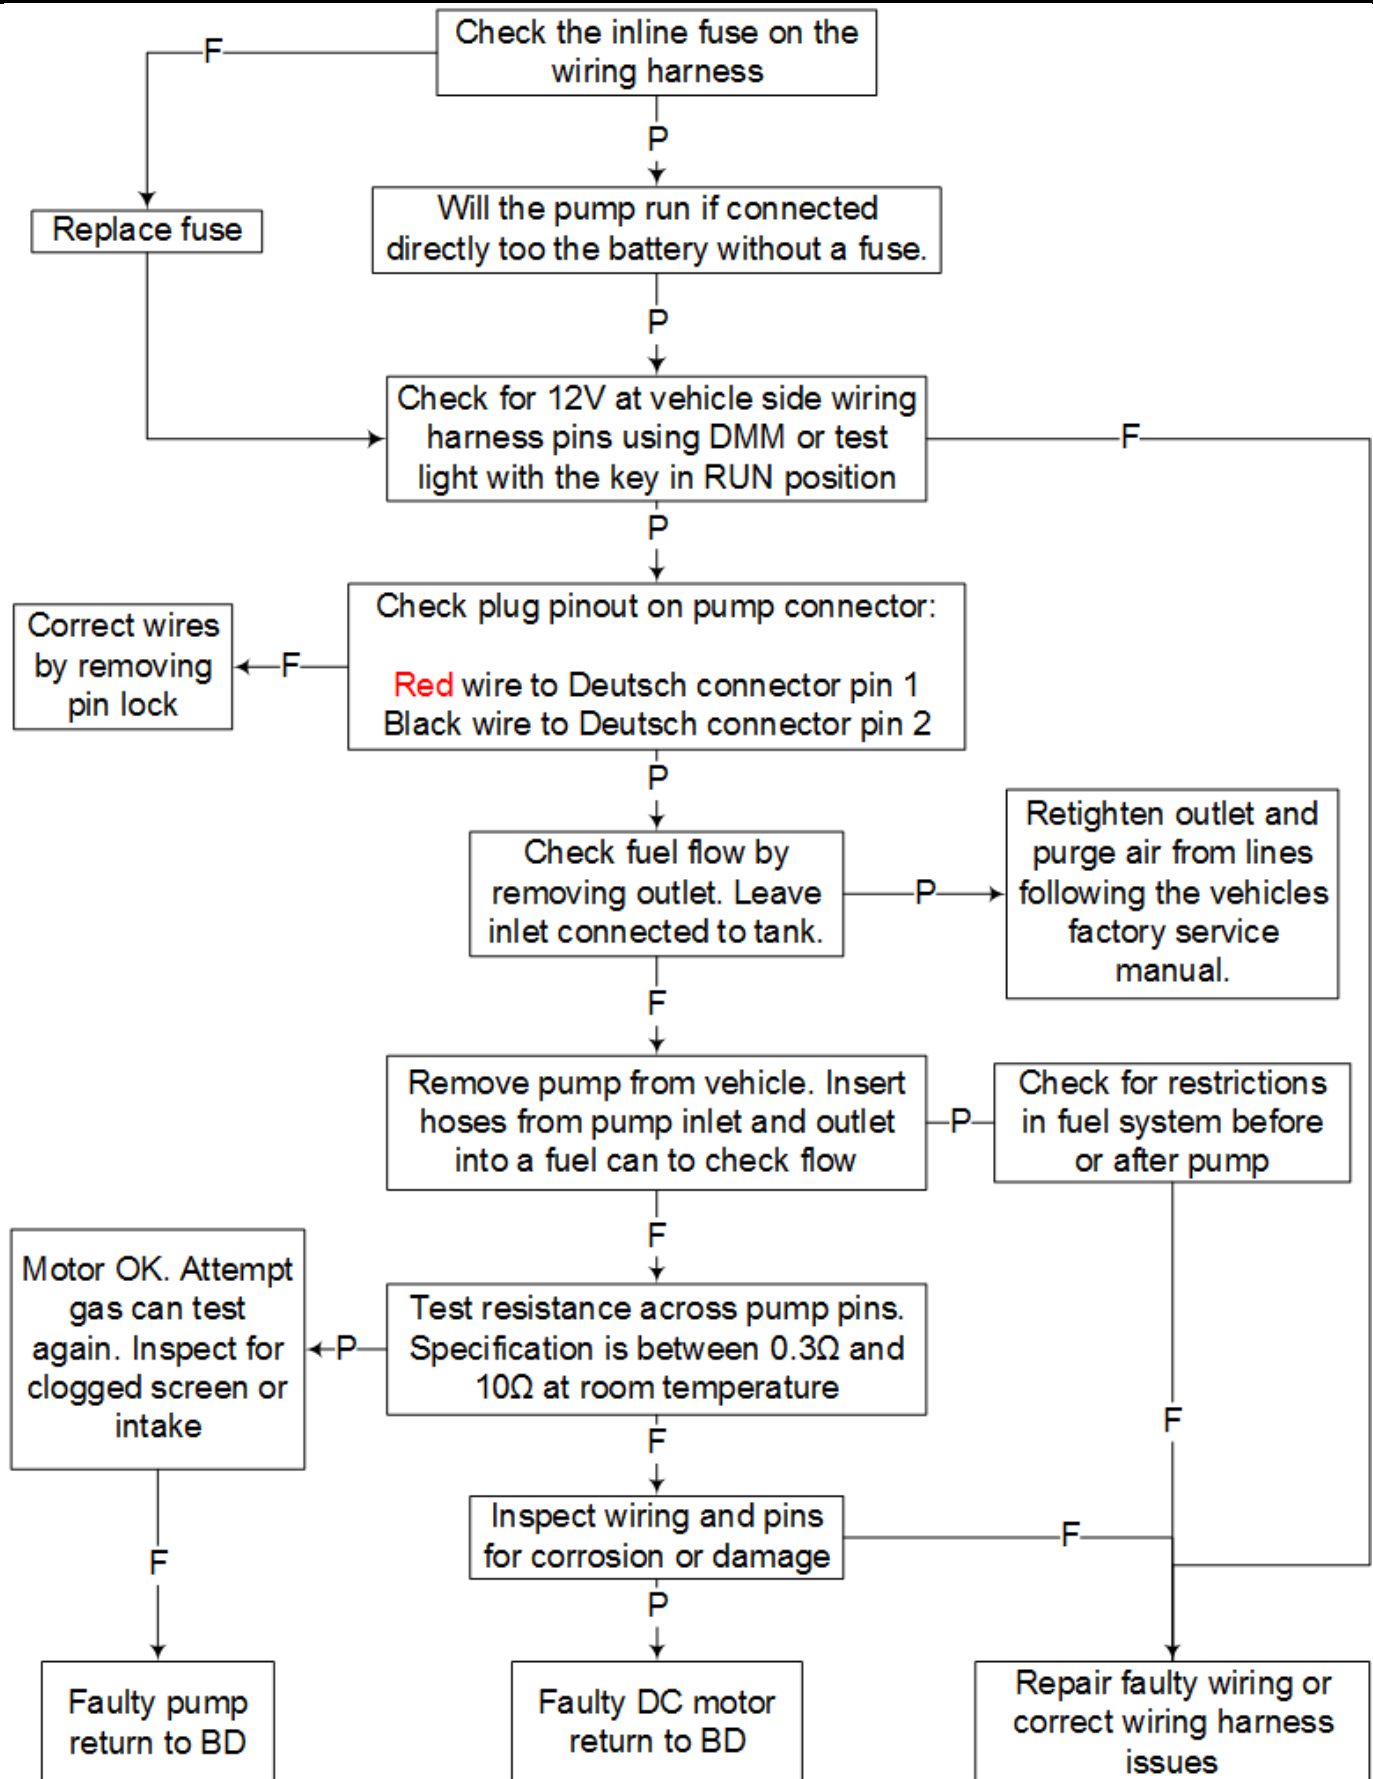 Check the inline fuse on the
wiring harness
F
P
Replace fuse
Will the pump run if connected
directly too the battery without a fuse.
P
Check for 12V at vehicle side wiring
harness pins using DMM or test
light with the key in RUN position
F
P
Check plug pinout on pump connector:
Red wire to Deutsch connector pin 1
Black wire to Deutsch connector pin 2
F
Correct wires
by removing
pin lock
P
Check fuel flow by
removing outlet. Leave
inlet connected to tank.
P
Retighten outlet and
purge air from lines
following the vehicles
factory service
manual.
F
Remove pump from vehicle. Insert
hoses from pump inlet and outlet
into a fuel can to check flow
P
Check for restrictions
in fuel system before
or after pump
F
F
Test resistance across pump pins.
Specification is between 0.3Ω and
10Ω at room temperature
P
Motor OK. Attempt
gas can test
again. Inspect for
clogged screen or
intake
F
F
Inspect wiring and pins
for corrosion or damage
F
P
Faulty pump
return to BD
Faulty DC motor
return to BD
Repair faulty wiring or
correct wiring harness
issues